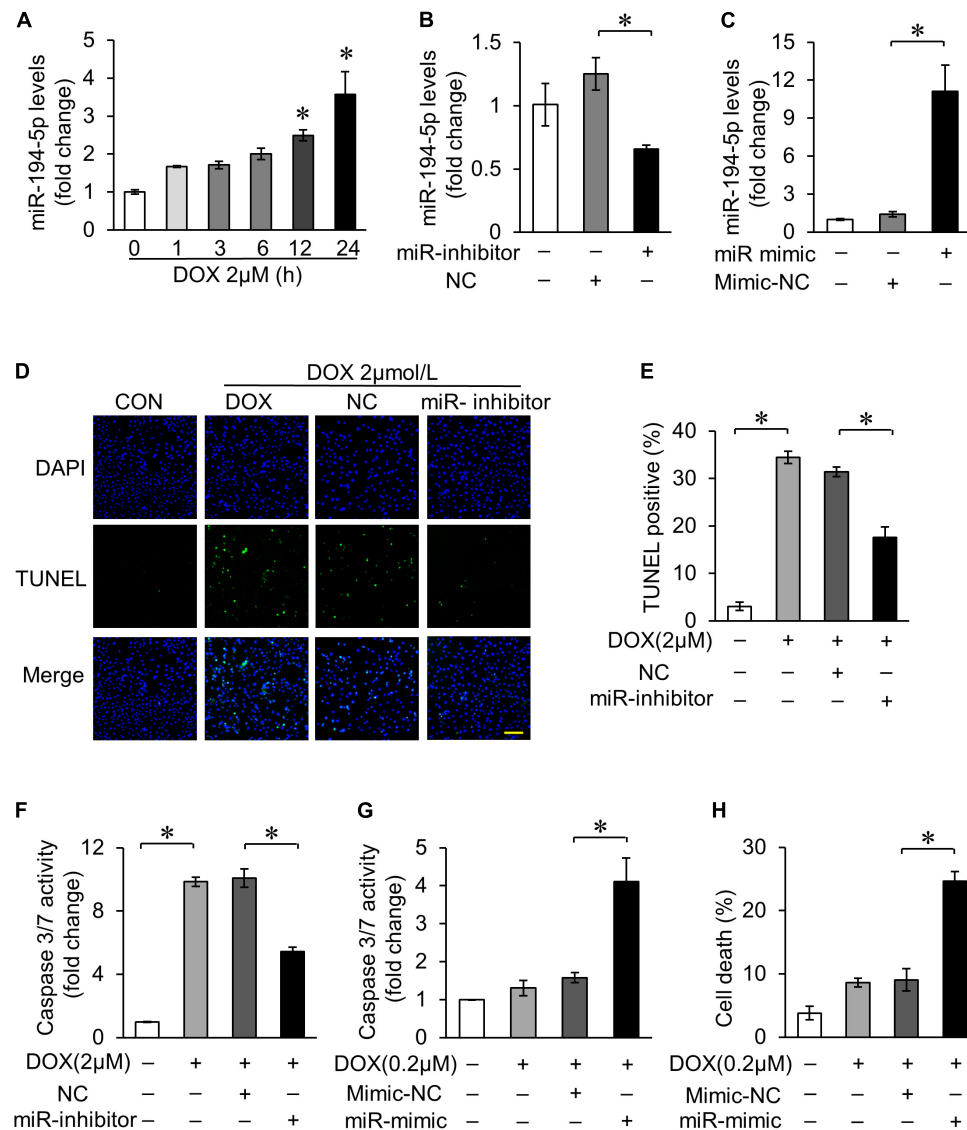 A
miR-194-5p levels
(fold change)
5
4
3
2
1
0
*
*
0 1 3 6 12 24
DOX 2μM (h)
B
miR-194-5p levels
(fold change)
1.5
1
0.5
0
*
miR-inhibitor – – +
NC – + –
C
miR-194-5p levels
(fold change)
15
12
9
6
3
0
*
miR mimic – – +
Mimic-NC – + –
D
DOX 2μmol/L
CON DOX NC miR- inhibitor
DAPI
TUNEL
Merge
E
TUNEL positive (%)
40
30
20
10
0
* *
DOX(2μM) – + + +
NC – – + –
miR-inhibitor – – – +
F
Caspase 3/7 activity
(fold change)
12
8
4
0
* *
DOX(2μM) – + + +
NC – – + –
miR-inhibitor – – – +
G
Caspase 3/7 activity
(fold change)
5
4
3
2
1
0
*
DOX(0.2μM) – + + +
Mimic-NC – – + –
miR-mimic – – – +
H
Cell death (%)
30
20
10
0
*
DOX(0.2μM) – + + +
Mimic-NC – – + –
miR-mimic – – – +